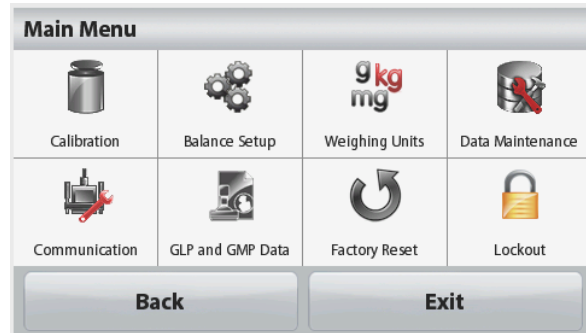 Main Menu
g kg
mg
Calibration
Balance Setup
Weighing Units
Data Maintenance
Communication
GLP and GMP Data
Factory Reset
Lockout
Back
Exit